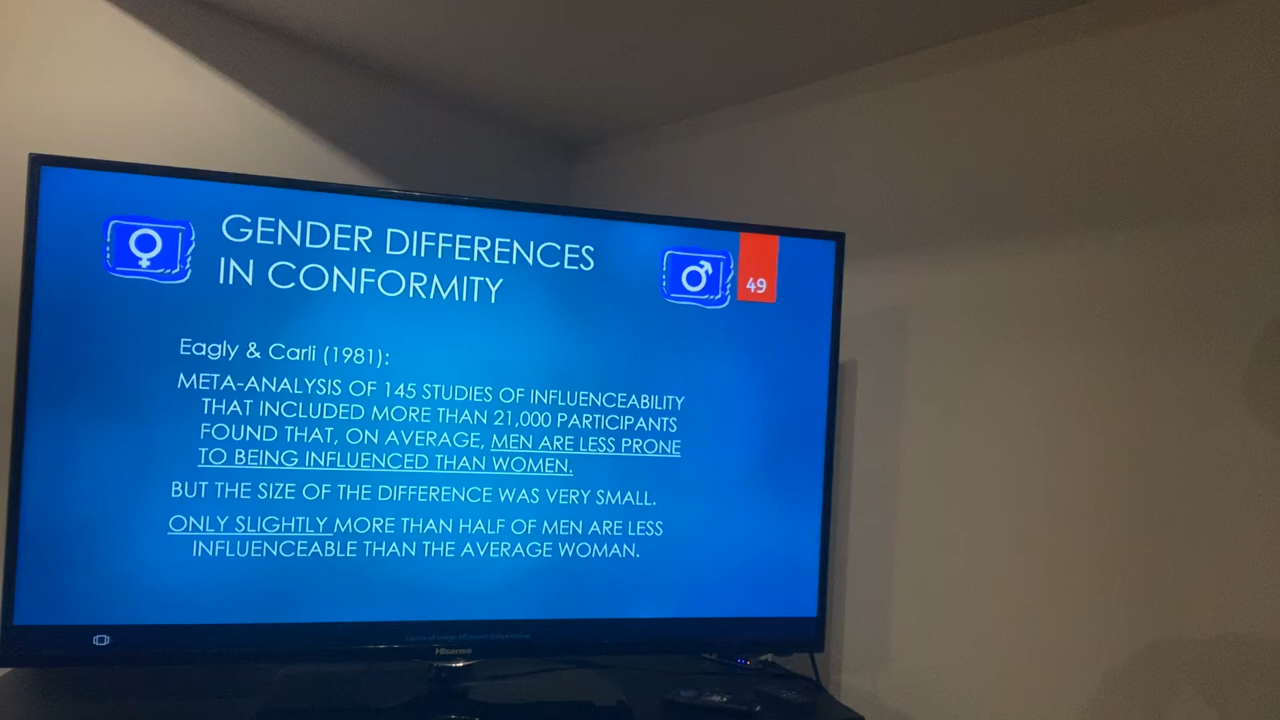 GENDER DIFFERENCES
IN CONFORMITY
49
Eagly & Carli (1981):
META-ANALYSIS OF 145 STUDIES OF INFLUENCEABILITY
THAT INCLUDED MORE THAN 21,000 PARTICIPANTS
FOUND THAT, ON AVERAGE, MEN ARE LESS PRONE
TO BEING INFLUENCED THAN WOMEN.
BUT THE SIZE OF THE DIFFERENCE WAS VERY SMALL.
ONLY SLIGHTLY MORE THAN HALF OF MEN ARE LESS
INFLUENCEABLE THAN THE AVERAGE WOMAN.
Hisense